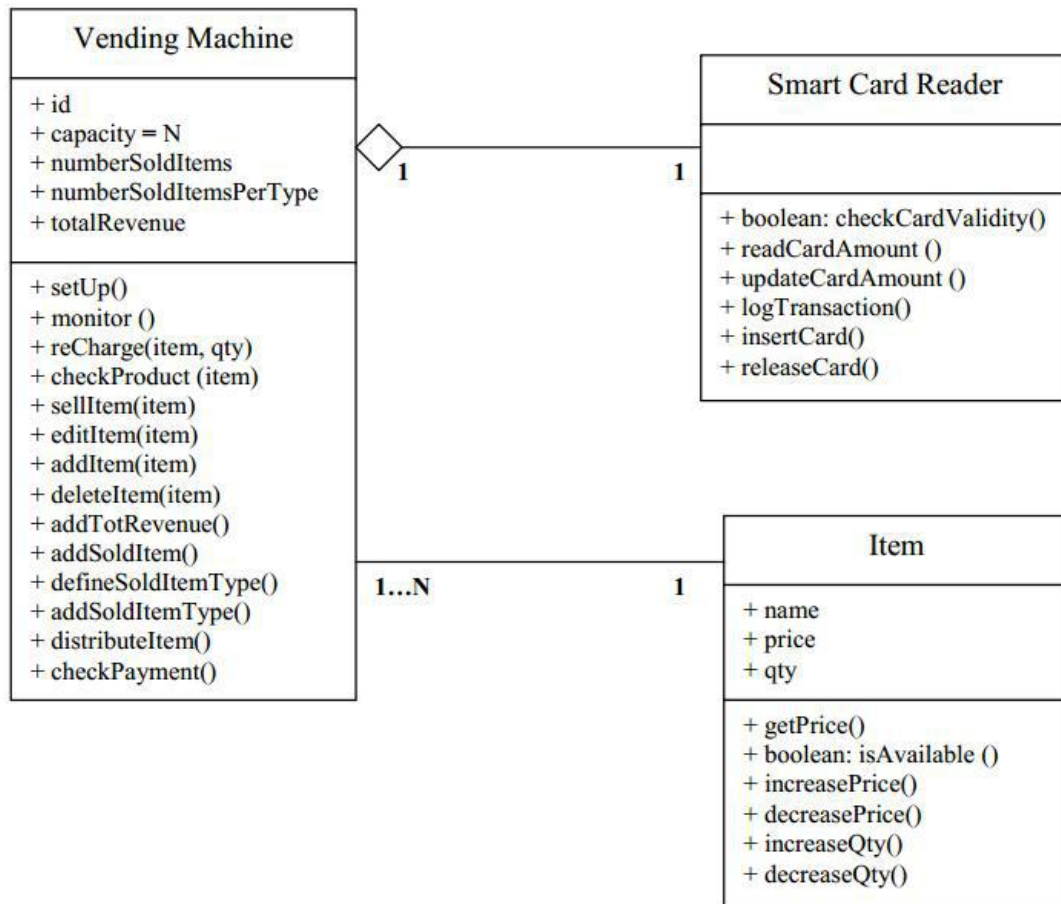 Vending Machine
+ id
+ capacity = N
+ numberSoldItems
+ numberSoldItemsPerType
+ totalRevenue
+ setUp()
+ monitor ()
+ reCharge(item, qty)
+ checkProduct (item)
+ sellItem(item)
+ editItem(item)
+ addItem(item)
+ deleteItem(item)
+ addTotRevenue()
+ addSoldItem()
+ defineSoldItemType()
+ addSoldItemType()
+ distributeItem()
+ checkPayment()
1
1
Smart Card Reader
+ boolean: checkCardValidity()
+ readCardAmount ()
+ updateCardAmount ()
+ logTransaction()
+ insertCard()
+ releaseCard()
1…N
1
Item
+ name
+ price
+ qty
+ getPrice()
+ boolean: isAvailable ()
+ increasePrice()
+ decreasePrice()
+ increaseQty()
+ decreaseQty()